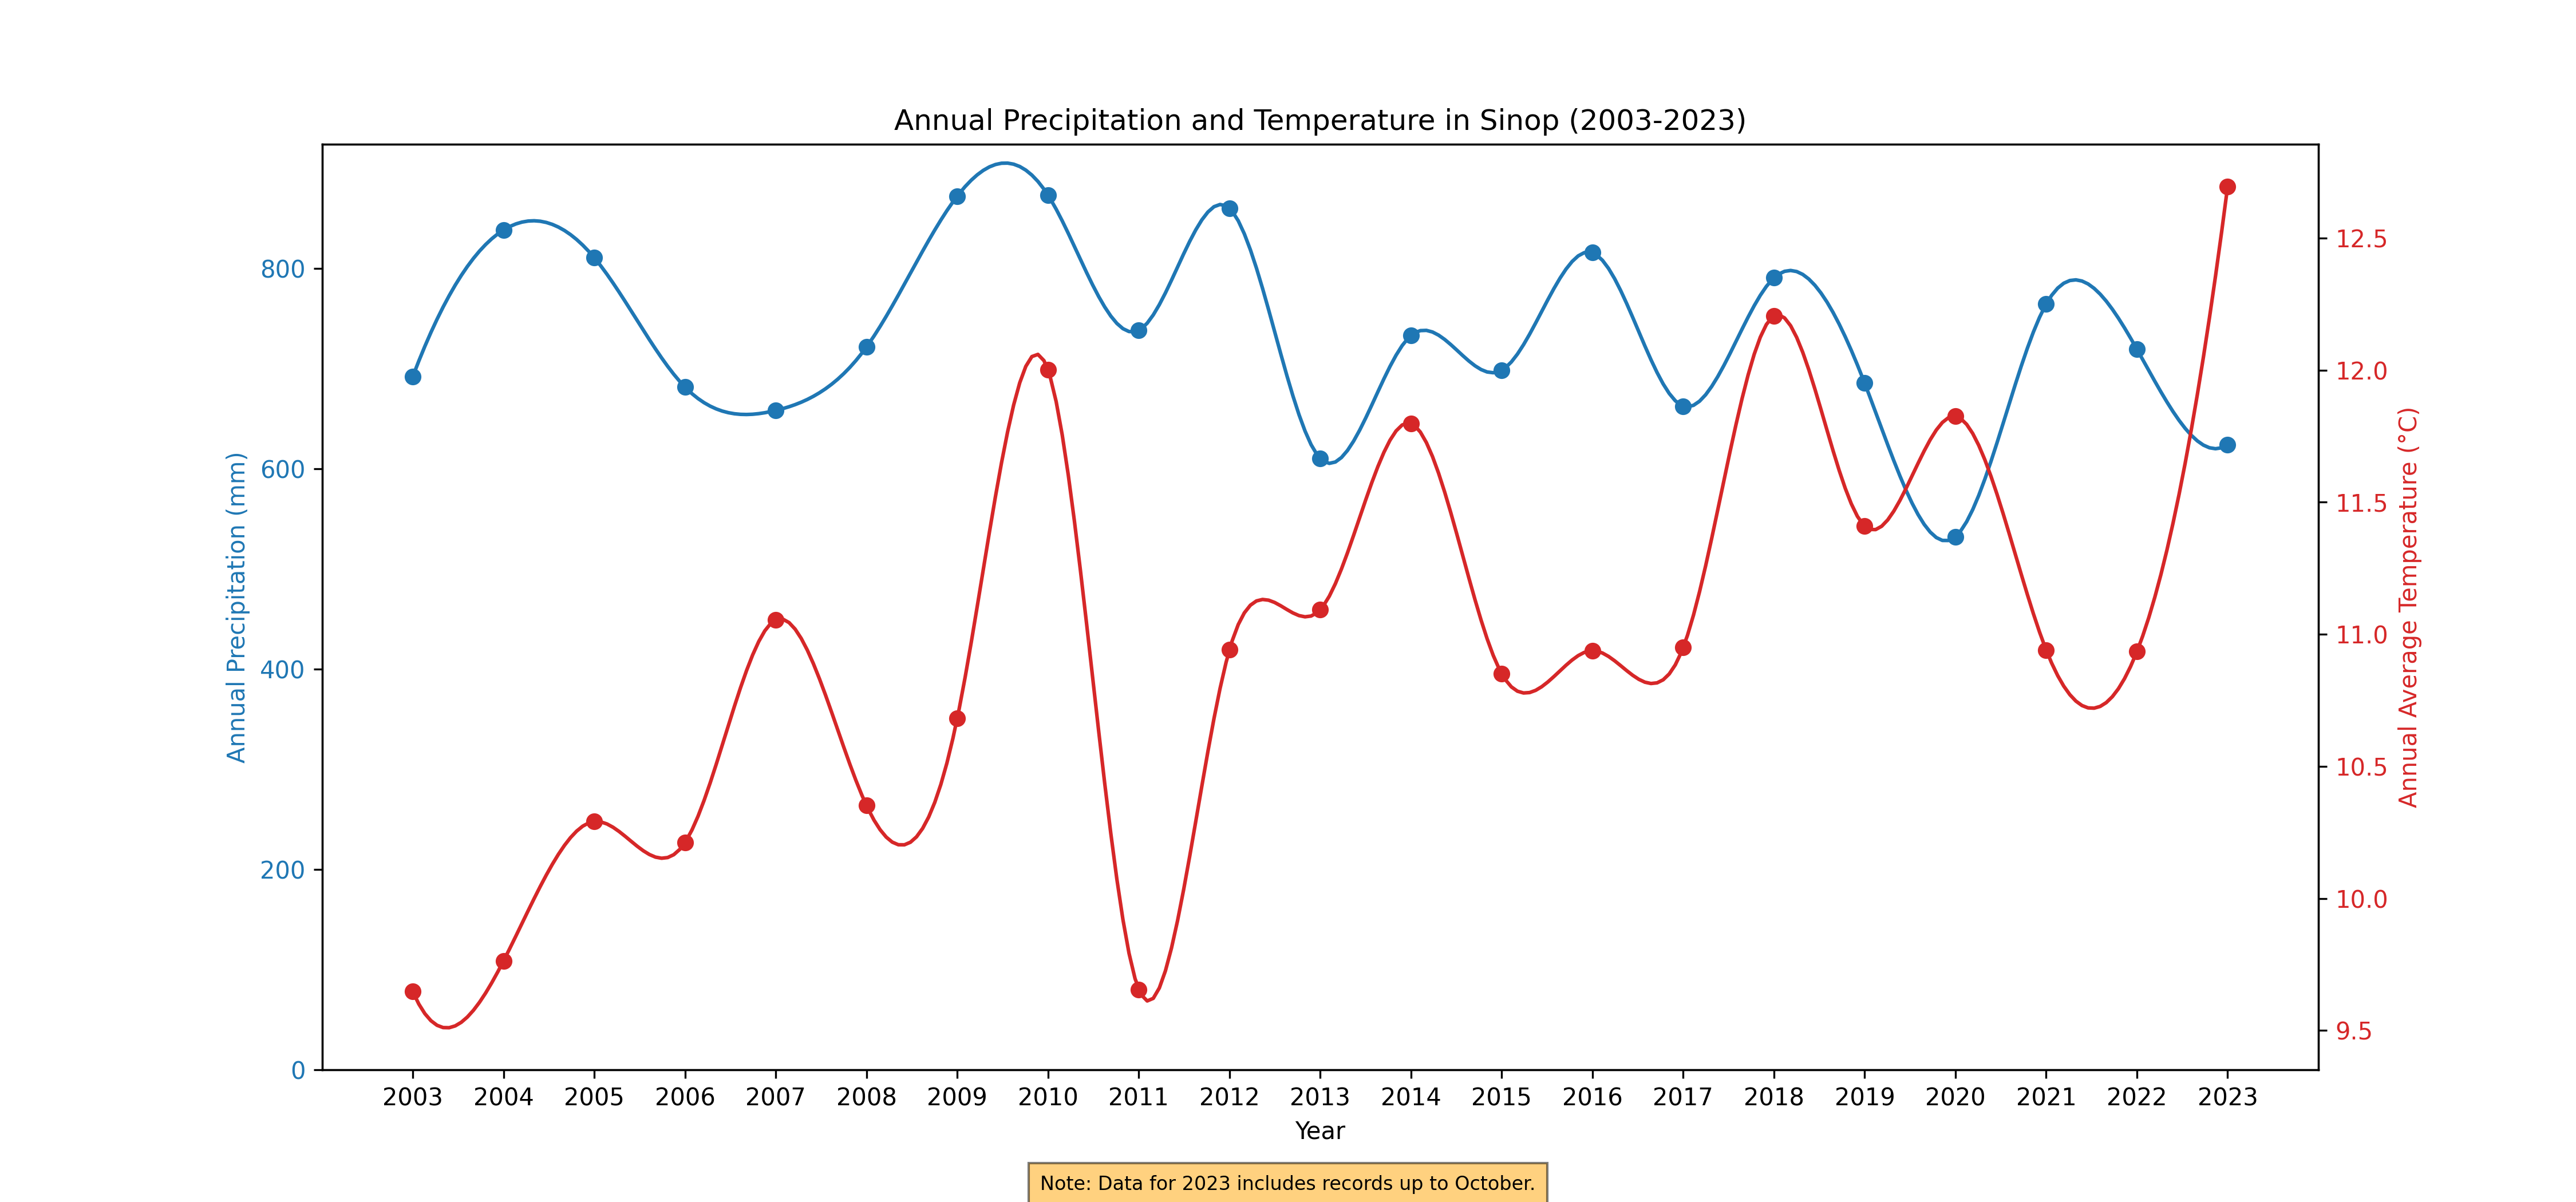 Annual Precipitation and Temperature in Sinop (2003-2023)
Annual Precipitation (mm)
800
600
400
200
0
12.5
12.0
11.5
11.0
10.5
10.0
9.5
Annual Average Temperature (°C)
2003 2004 2005 2006 2007 2008 2009 2010 2011 2012 2013 2014 2015 2016 2017 2018 2019 2020 2021 2022 2023
Year
Note: Data for 2023 includes records up to October.